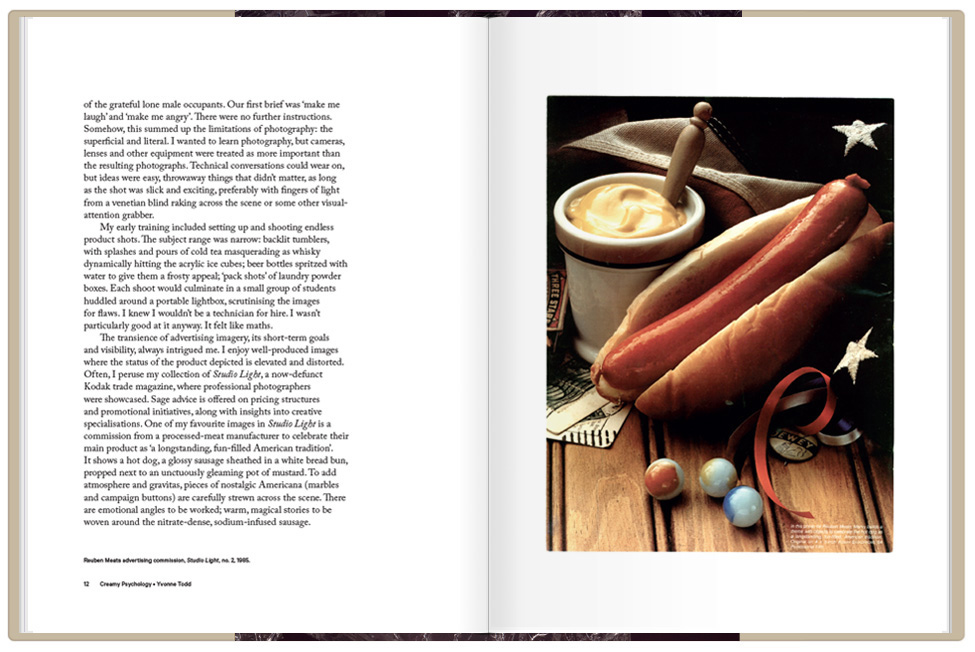 of the grateful lone male occupants. Our first brief was ‘make me
laugh’ and ‘make me angry’. There were no further instructions.
Somehow, this summed up the limitations of photography: the
superficial and literal. I wanted to learn photography, but cameras,
lenses and other equipment were treated as more important than
the resulting photographs. Technical conversations could wear on,
but ideas were easy, throwaway things that didn’t matter, as long
as the shot was slick and exciting, preferably with fingers of light
from a venetian blind raking across the scene or some other visual-
attention grabber.
My early training included setting up and shooting endless
product shots. The subject range was narrow: backlit tumblers,
with splashes and pours of cold tea masquerading as whisky
dynamically hitting the acrylic ice cubes; beer bottles spritzed with
water to give them a frosty appeal; ‘pack shots’ of laundry powder
boxes. Each shoot would culminate in a small group of students
huddled around a portable lightbox, scrutinising the images
for flaws. I knew I wouldn’t be a technician for hire. I wasn’t
particularly good at it anyway. It felt like maths.
The transience of advertising imagery, its short-term goals
and visibility, always intrigued me. I enjoy well-produced images
where the status of the product depicted is elevated and distorted.
Often, I peruse my collection of Studio Light, a now-defunct
Kodak trade magazine, where professional photographers
were showcased. Sage advice is offered on pricing structures
and promotional initiatives, along with insights into creative
specialisations. One of my favourite images in Studio Light is a
commission from a processed-meat manufacturer to celebrate their
main product as ‘a longstanding, fun-filled American tradition’.
It shows a hot dog, a glossy sausage sheathed in a white bread bun,
propped next to an unctuously gleaming pot of mustard. To add
atmosphere and gravitas, pieces of nostalgic Americana (marbles
and campaign buttons) are carefully strewn across the scene. There
are emotional angles to be worked; warm, magical stories to be
woven around the nitrate-dense, sodium-infused sausage.
Reuben Meats advertising commission, Studio Light, no. 2, 1985.
12 Creamy Psychology • Yvonne Todd
THREE STAR
DEWEY